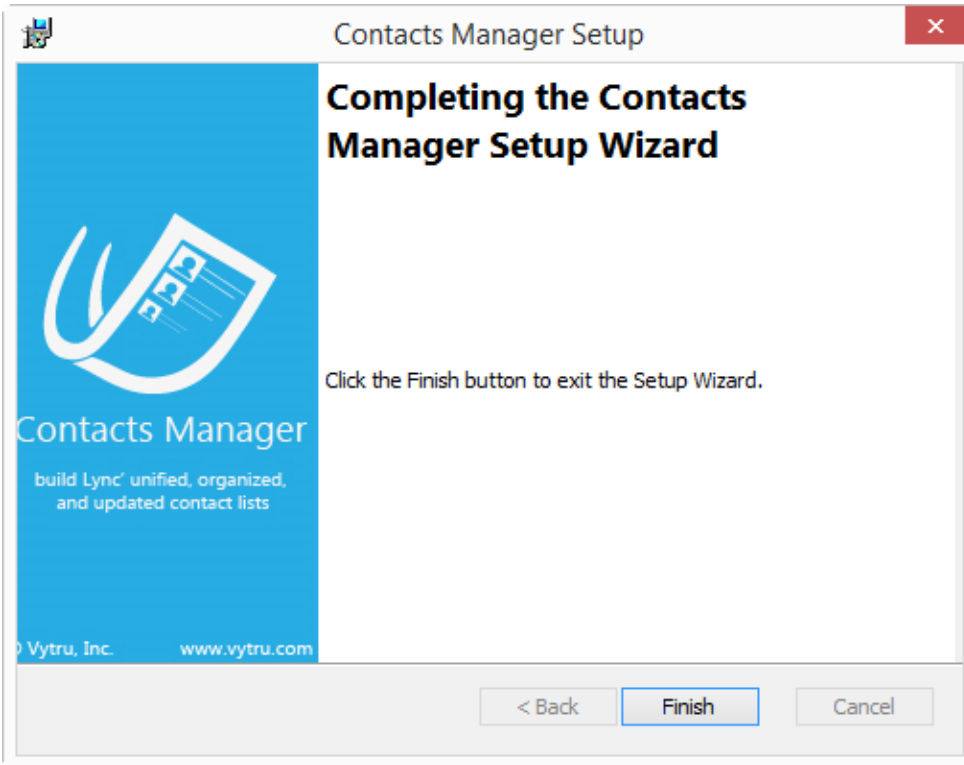 Contacts Manager Setup
Completing the Contacts
Manager Setup Wizard
Click the Finish button to exit the Setup Wizard.
Contacts Manager
build Lync' unified, organized,
and updated contact lists
Vytru, Inc. www.vytru.com
< Back Finish Cancel